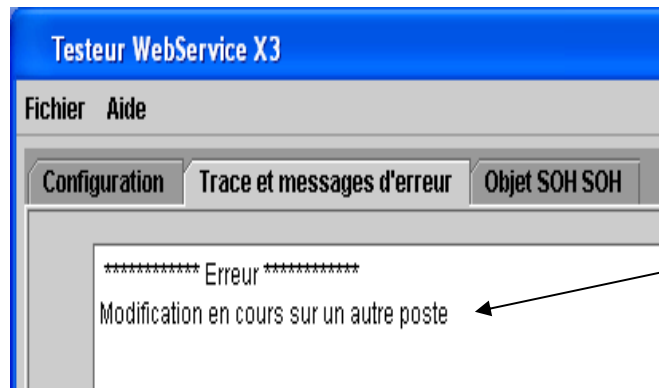 Testeur WebService X3
Fichier Aide
Configuration Trace et messages d'erreur Objet SOH SOH
************ Erreur ************
Modification en cours sur un autre poste